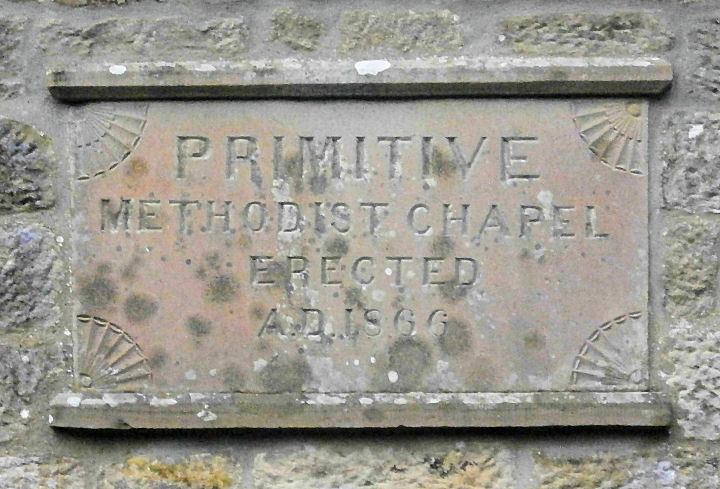 PRIMITIVE
METHODIST CHAPEL
ERECTED
A.D.1866